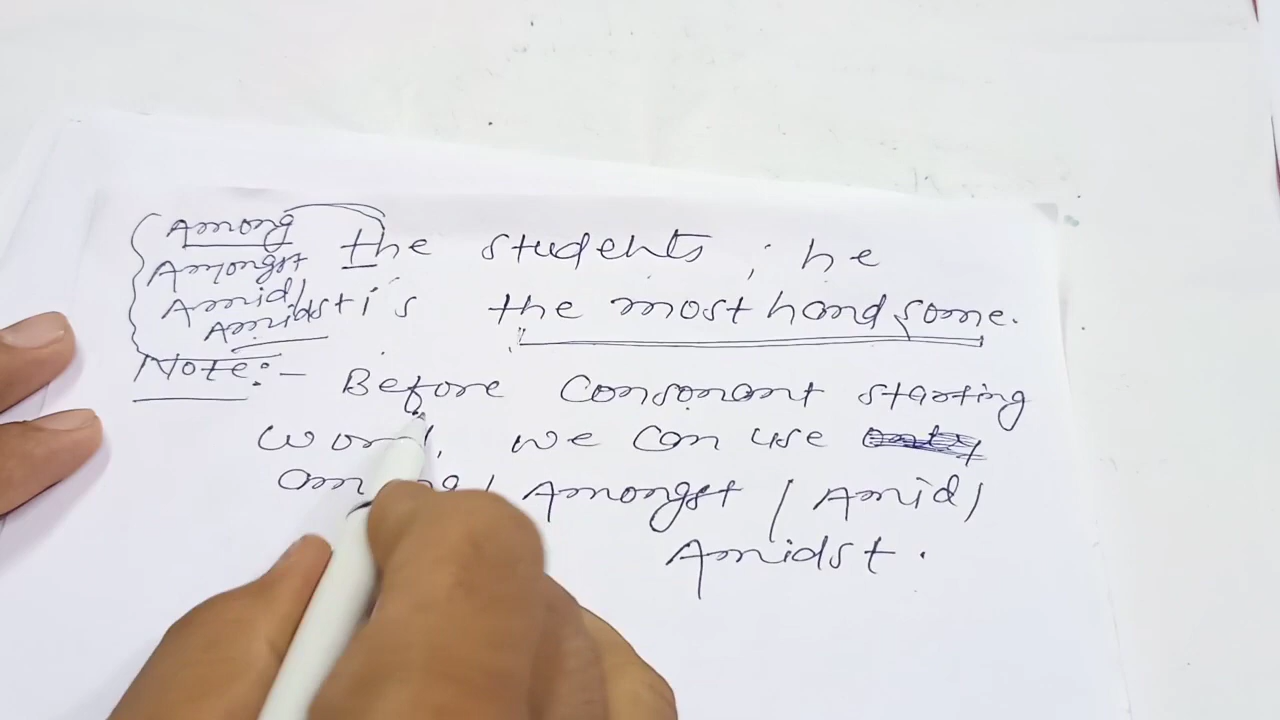 Among the students, he
Amongst
Amid/
Amidst is the most handsome.
Note:- Before Consonant starting
word, we can use
among/ Amongst / Amid/
Amidst.